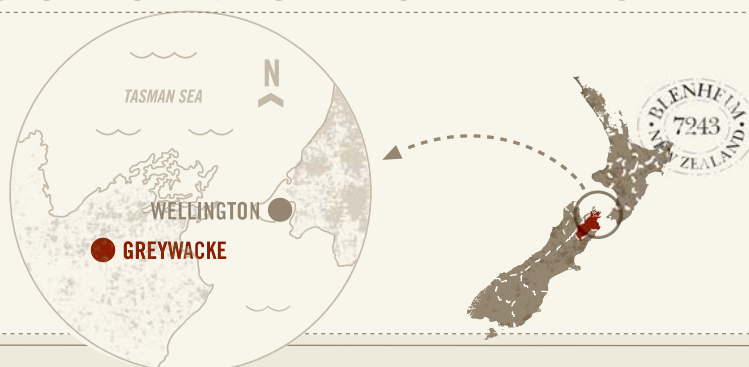 N
TASMAN SEA
WELLINGTON
GREYWACKE
BLENHEIM
7243
NEW ZEALAND